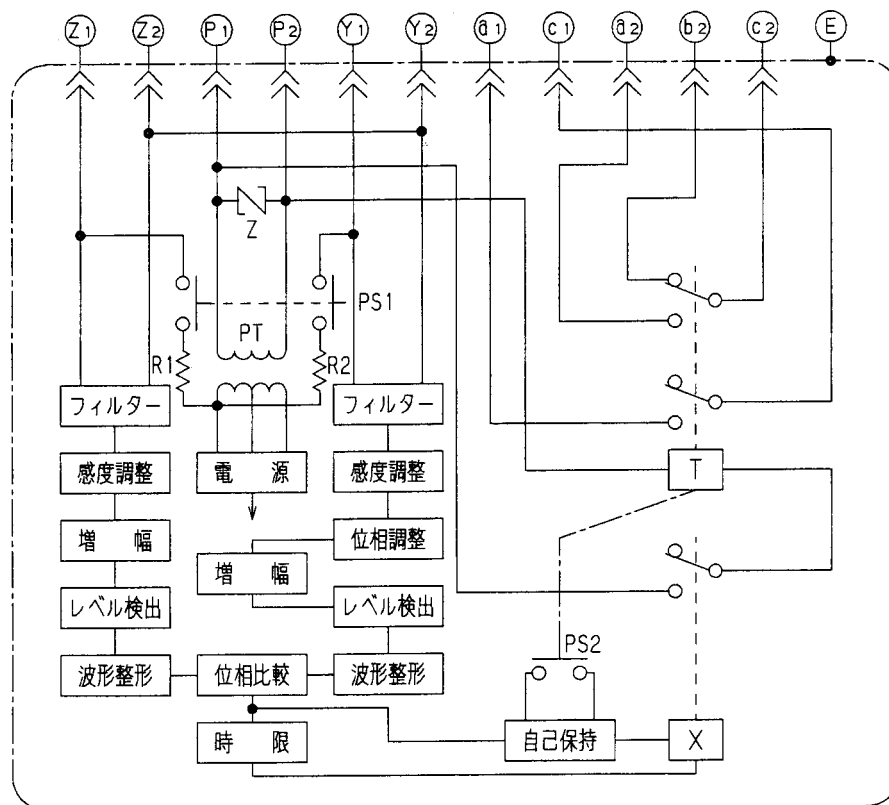 Z1 Z2 P1 P2 Y1 Y2 a1 c1 a2 b2 c2 E
Z
PS1
PT
R1
R2
フィルター
フィルター
感度調整
電 源
感度調整
T
増 幅
位相調整
増 幅
レベル検出
レベル検出
PS2
波形整形
位相比較
波形整形
時 限
自己保持
X